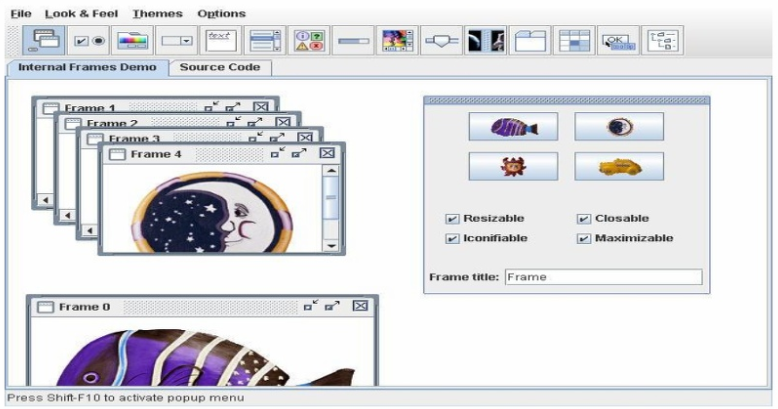 File Look & Feel Themes Options
text
OK
Internal Frames Demo Source Code
Frame 1
Frame 2
Frame 3
Frame 4
Resizable Closable
Iconifiable Maximizable
Frame title: Frame
Frame 0
Press Shift-F10 to activate popup menu